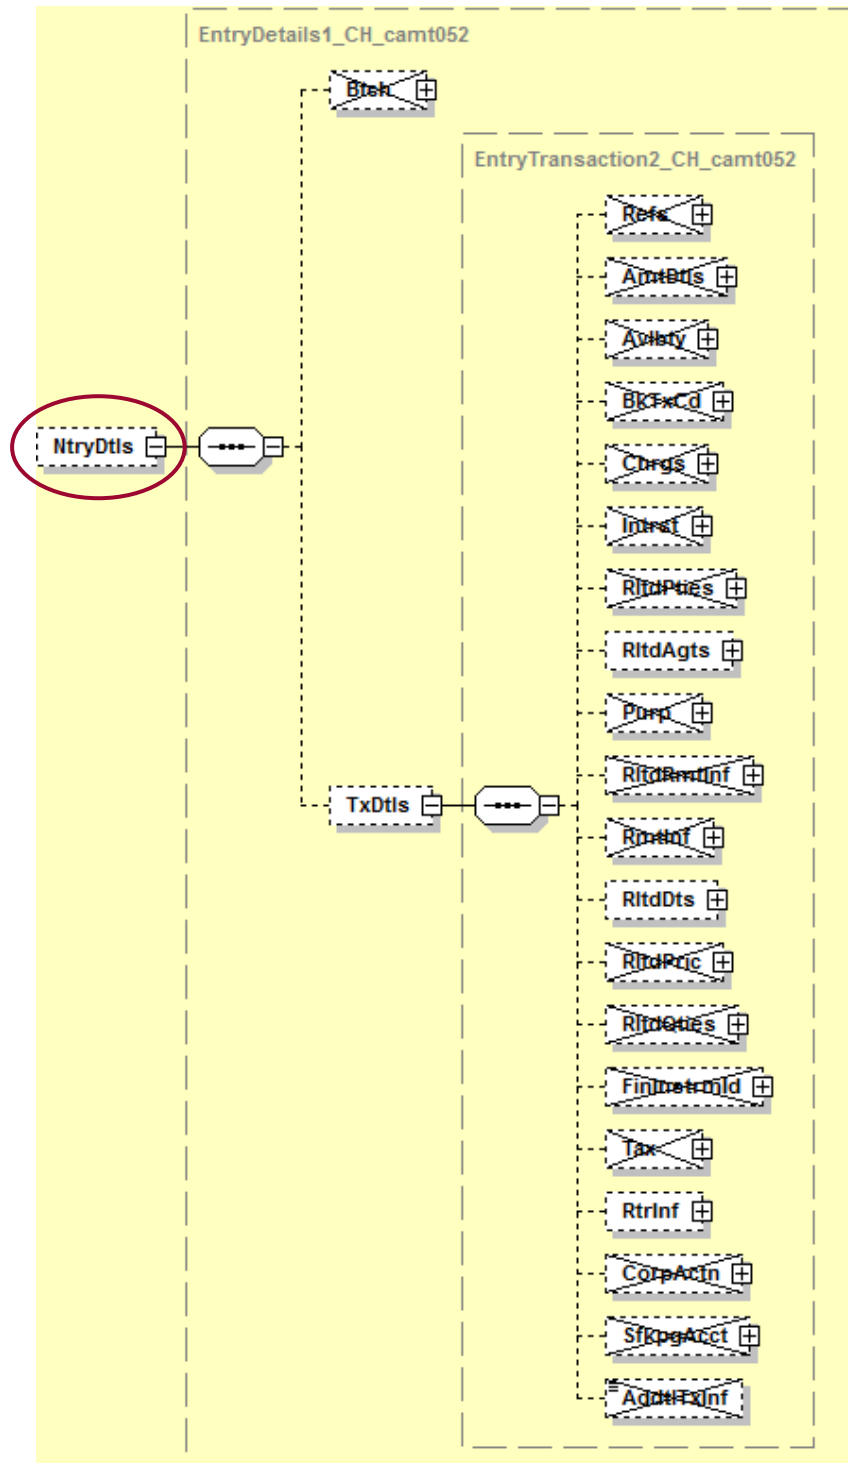 EntryDetails1_CH_camt052
Btch
EntryTransaction2_CH_camt052
Refs
AmtDtls
Avlbty
BkTxCd
NtryDtls
Chrgs
Intrst
RltdPties
RltdAgts
Purp
RltdRmtInf
TxDtls
RmtInf
RltdDts
RltdPric
RltdQties
FinInstrmId
Tax
RtrInf
CorpActn
SfkpgAcct
AddtlTxInf